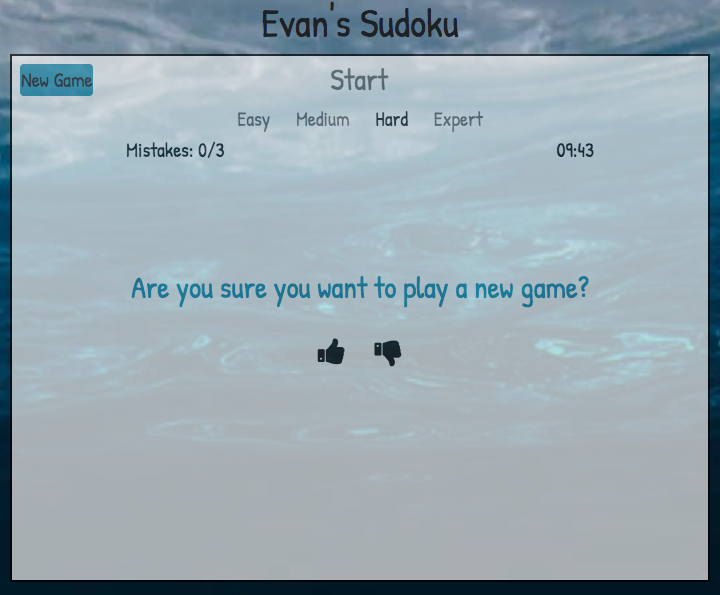 Evan's Sudoku
New Game
Start
Easy Medium Hard Expert
Mistakes: 0/3 09:43
Are you sure you want to play a new game?